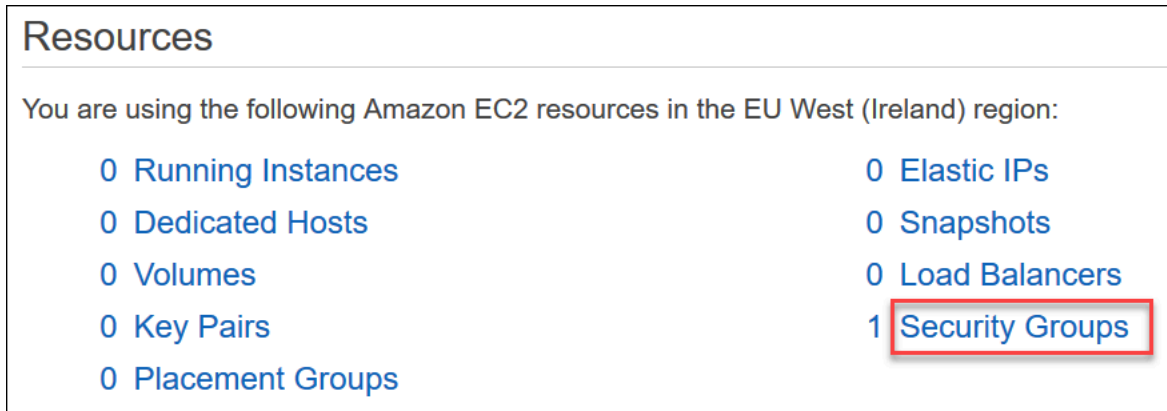 Resources
You are using the following Amazon EC2 resources in the EU West (Ireland) region:
0 Running Instances
0 Dedicated Hosts
0 Volumes
0 Key Pairs
0 Placement Groups
0 Elastic IPs
0 Snapshots
0 Load Balancers
1 Security Groups